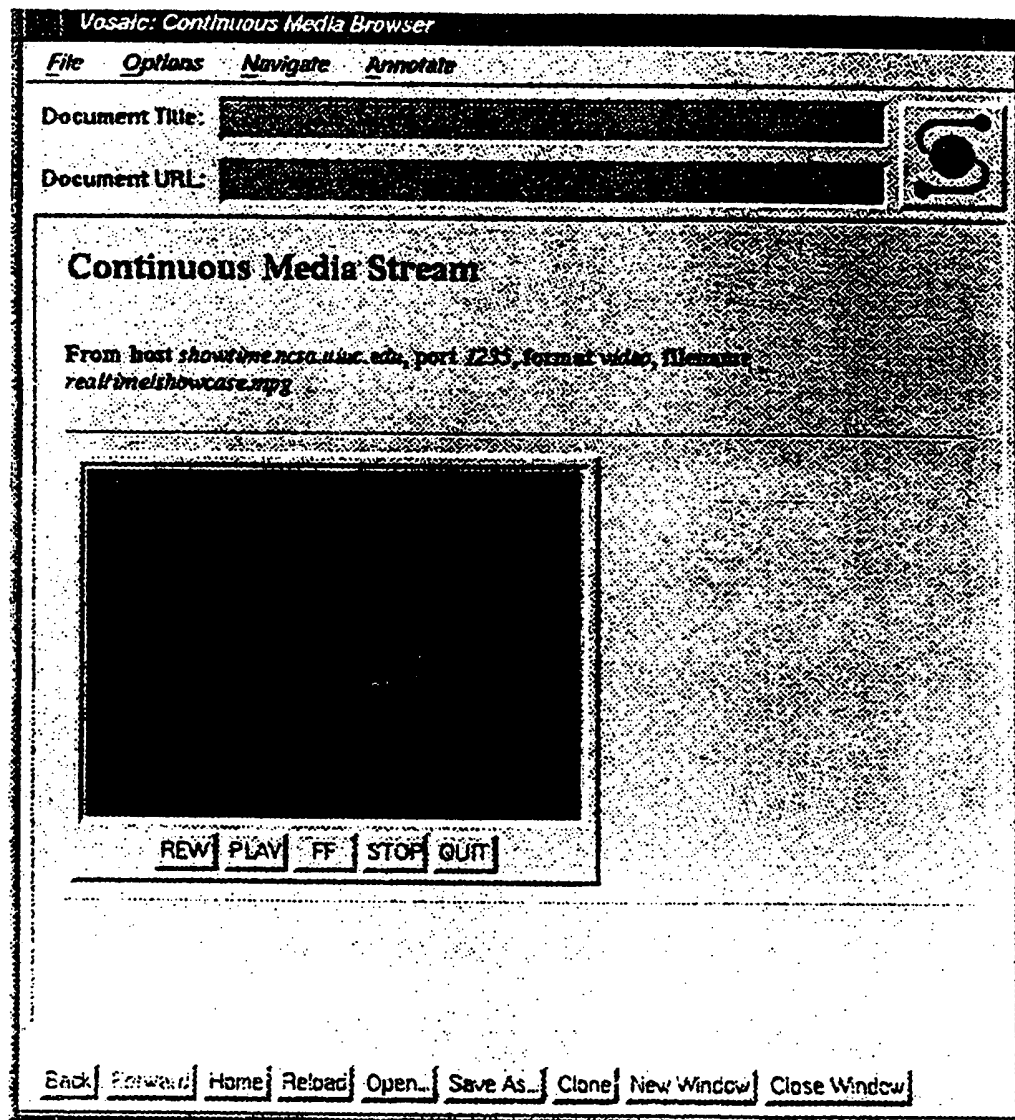 Vosaic: Continuous Media Browser
File Options Navigate Annotate
Document Title:
Document URL:
Continuous Media Stream
From host showtime.ncsa.uiuc.edu, port 1235, format video, filename
realtime/showcase.mpg
REW PLAY FF STOP QUIT
Back Forward Home Reload Open... Save As... Clone New Window Close Window